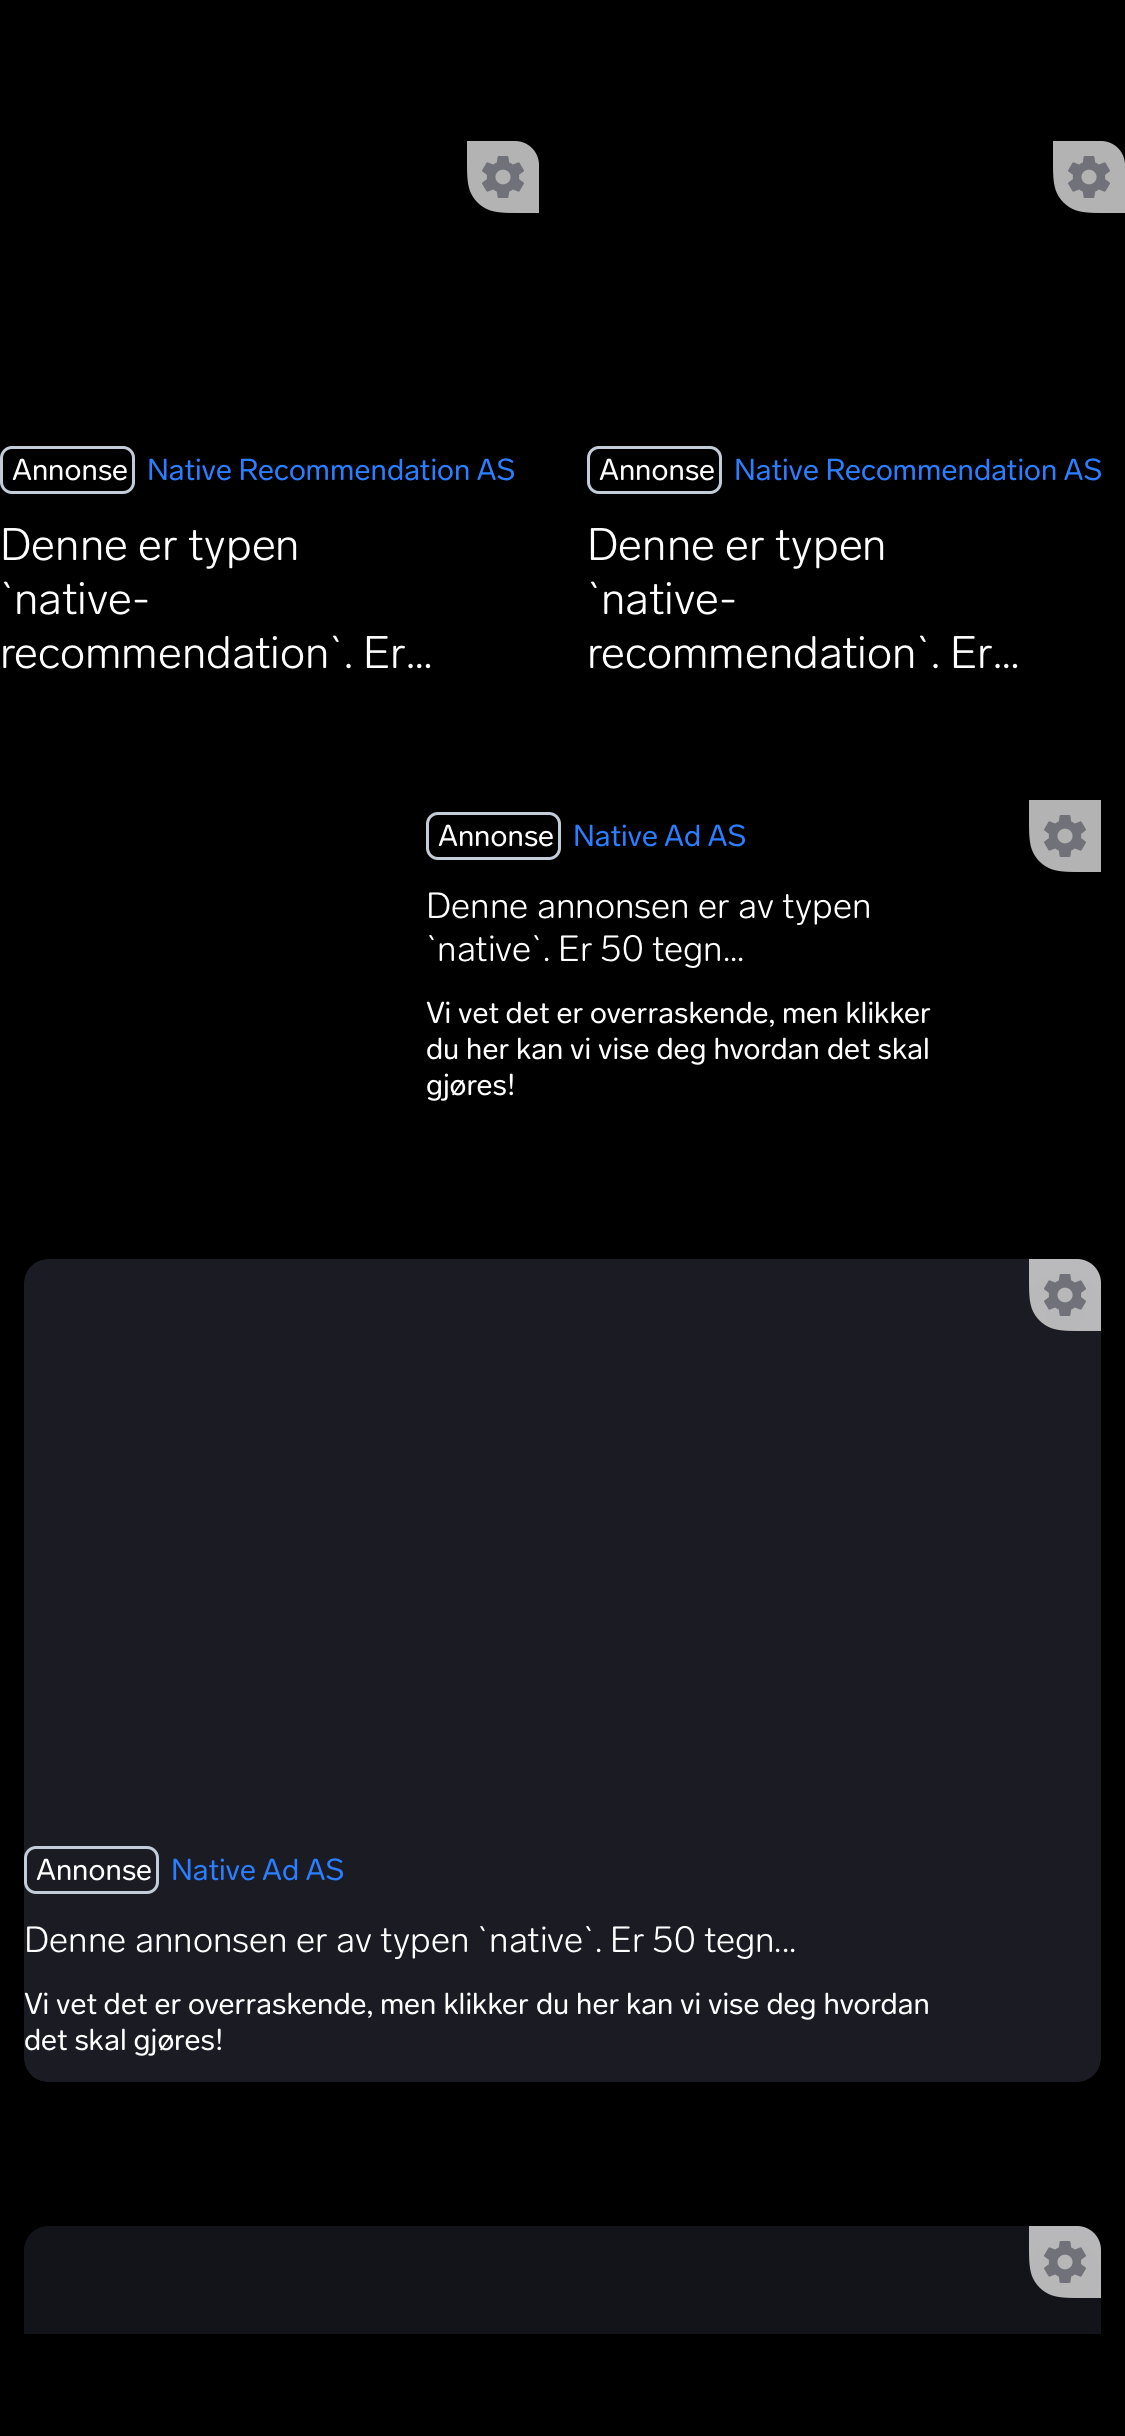 Annonse Native Recommendation AS
Denne er typen
`native-
recommendation`. Er...
Annonse Native Recommendation AS
Denne er typen
`native-
recommendation`. Er...
Annonse Native Ad AS
Denne annonsen er av typen
`native`. Er 50 tegn...
Vi vet det er overraskende, men klikker
du her kan vi vise deg hvordan det skal
gjøres!
Annonse Native Ad AS
Denne annonsen er av typen `native`. Er 50 tegn...
Vi vet det er overraskende, men klikker du her kan vi vise deg hvordan
det skal gjøres!